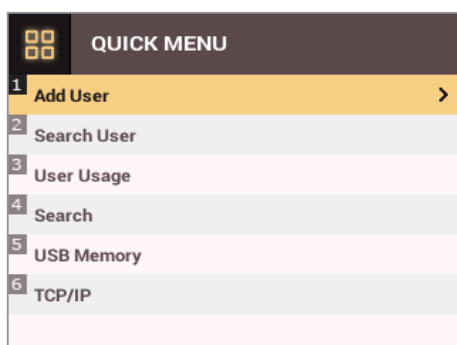 QUICK MENU
1 Add User
2 Search User
3 User Usage
4 Search
5 USB Memory
6 TCP/IP